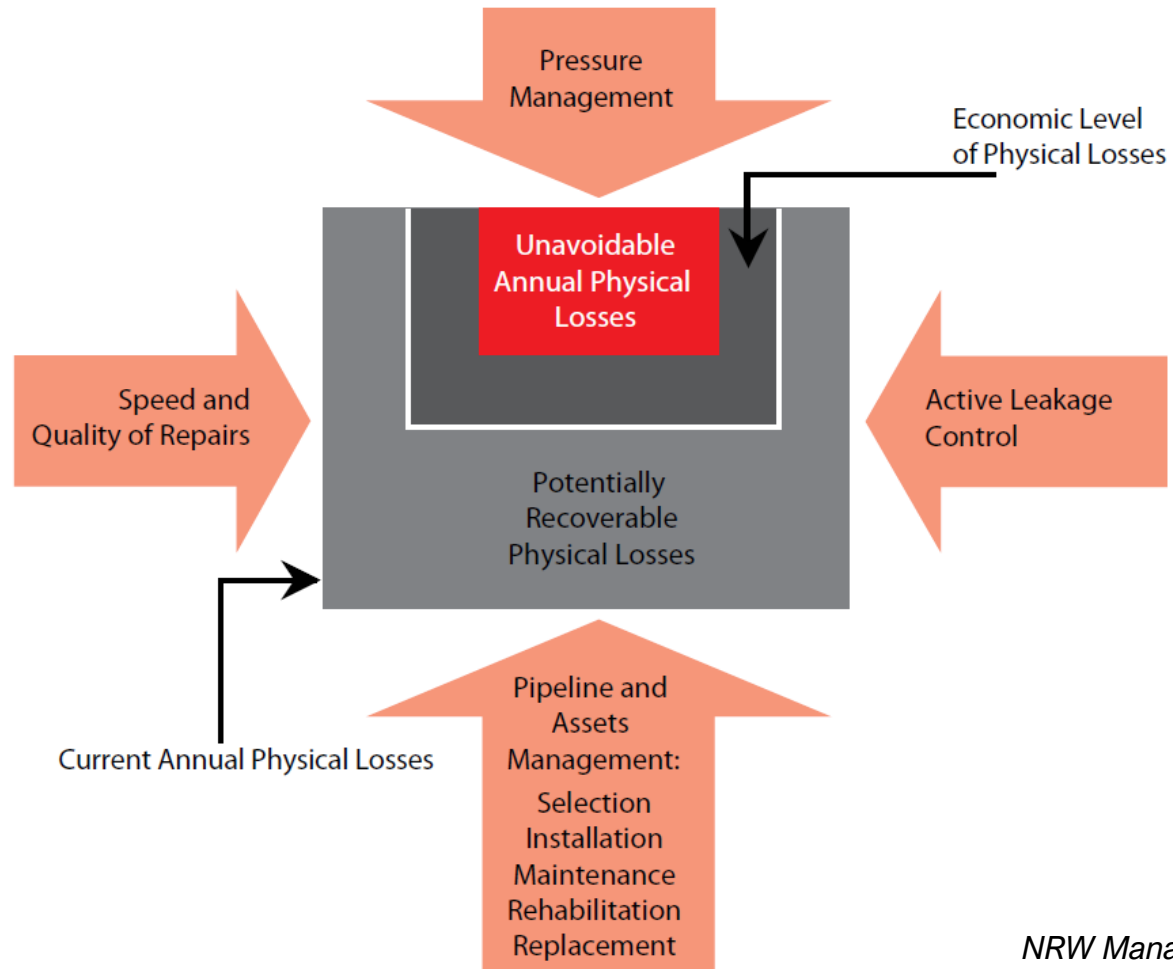 Pressure
Management
Economic Level
of Physical Losses
Unavoidable
Annual Physical
Losses
Speed and
Quality of Repairs
Active Leakage
Control
Potentially
Recoverable
Physical Losses
Current Annual Physical Losses
Pipeline and
Assets
Management:
Selection
Installation
Maintenance
Rehabilitation
Replacement
NRW